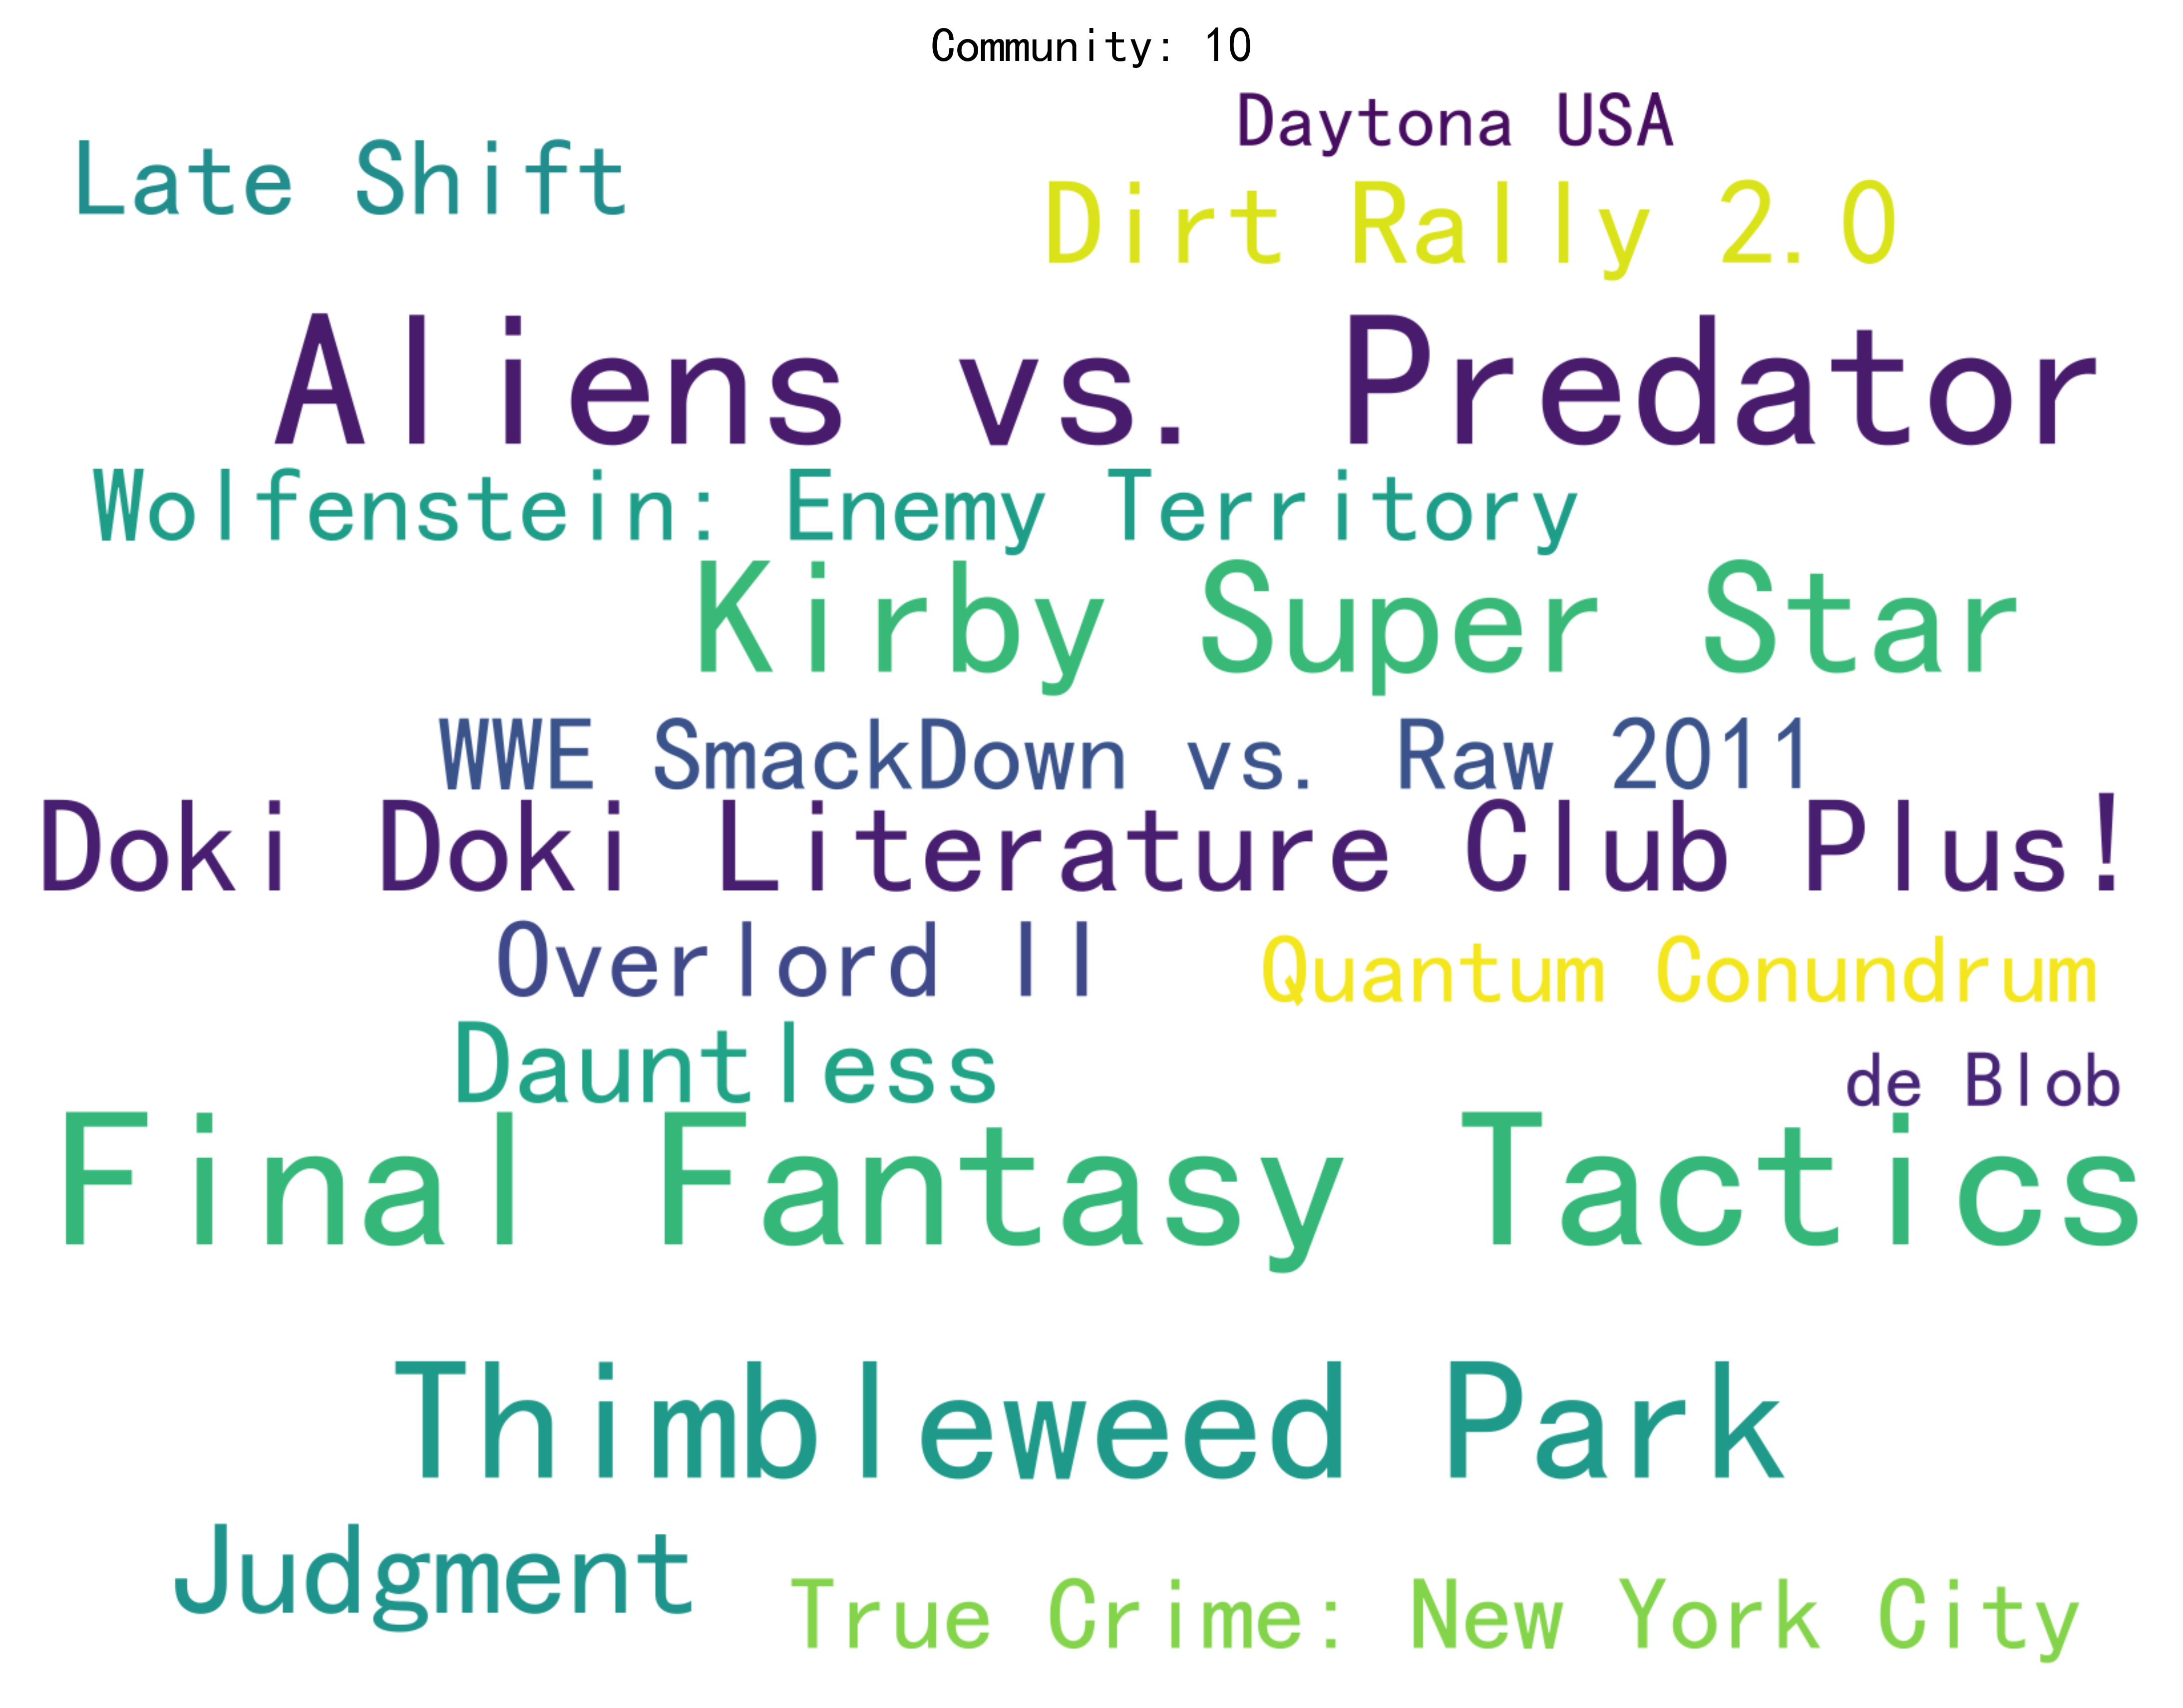 Community: 10
Daytona USA
Late Shift
Dirt Rally 2.0
Aliens vs. Predator
Wolfenstein: Enemy Territory
Kirby Super Star
WWE SmackDown vs. Raw 2011
Doki Doki Literature Club Plus!
Overlord II
Quantum Conundrum
Dauntless
de Blob
Final Fantasy Tactics
Thimbleweed Park
Judgment
True Crime: New York City